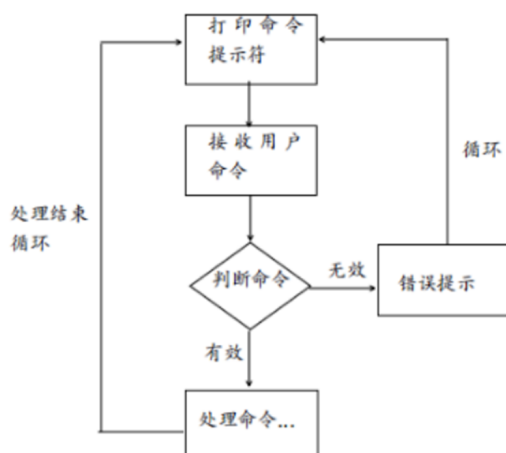 打印命令
提示符
接收用户
命令
循环
处理结束
循环
判断命令
无效
错误提示
有效
处理命令...